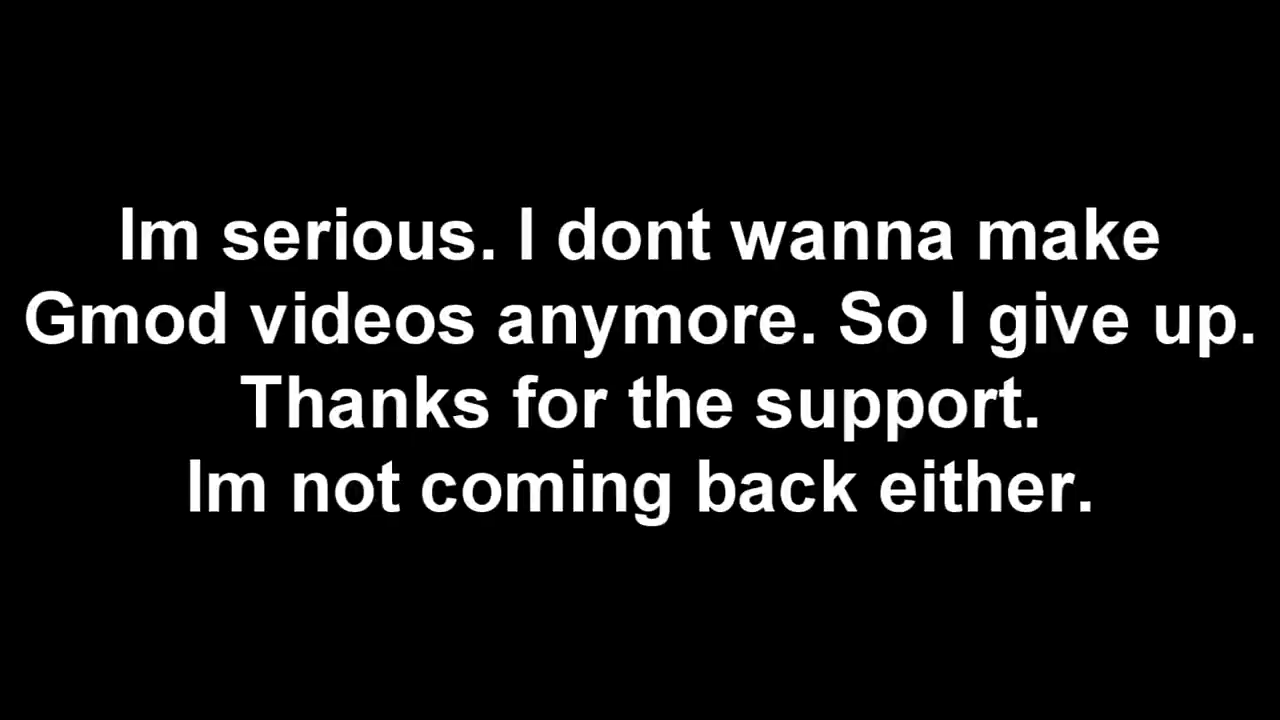 Im serious. I dont wanna make
Gmod videos anymore. So I give up.
Thanks for the support.
Im not coming back either.